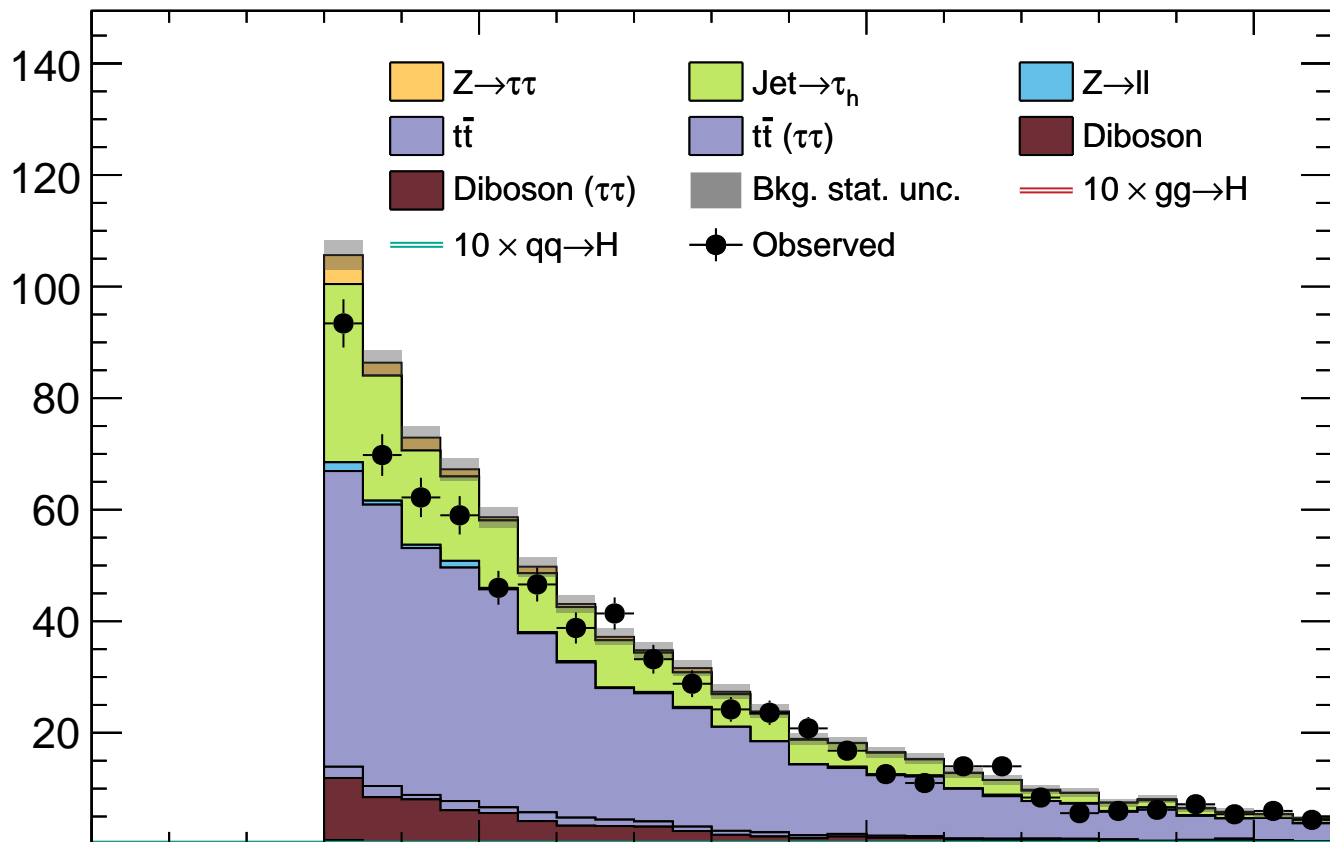 140
120
100
80
60
40
20
Z→ττ Jet→τₕ Z→ll
tt̄ tt̄ (ττ) Diboson
Diboson (ττ) Bkg. stat. unc. 10 × gg→H
10 × qq→H Observed